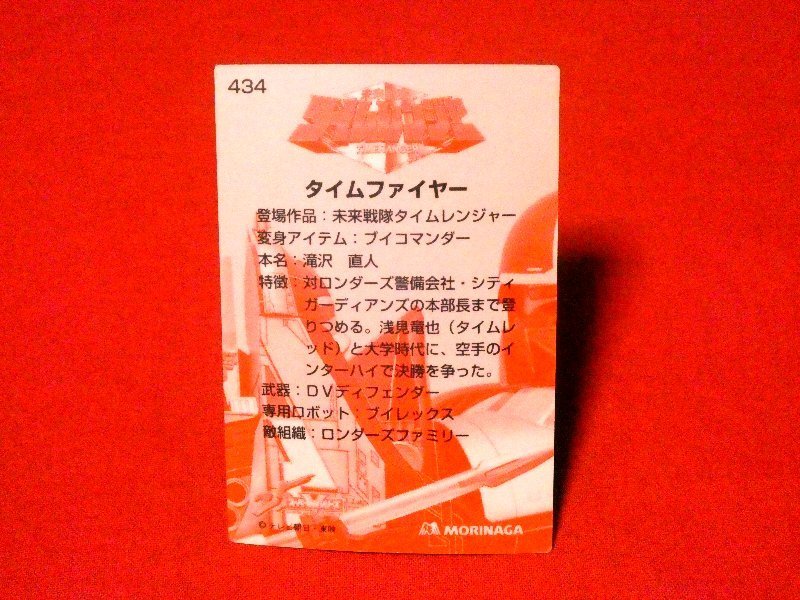 434
タイムファイヤー
登場作品：未来戦隊タイムレンジャー
変身アイテム：ブイコマンダー
本名：滝沢　直人
特徴：対ロンダーズ警備会社・シティ
ガーディアンズの本部長まで登
りつめる。浅見竜也（タイムレ
ッド）と大学時代に、空手のイ
ンターハイで決勝を争った。
武器：ＤＶディフェンダー
専用ロボット：ブイレックス
敵組織：ロンダーズファミリー
©テレビ朝日・東映
MORINAGA